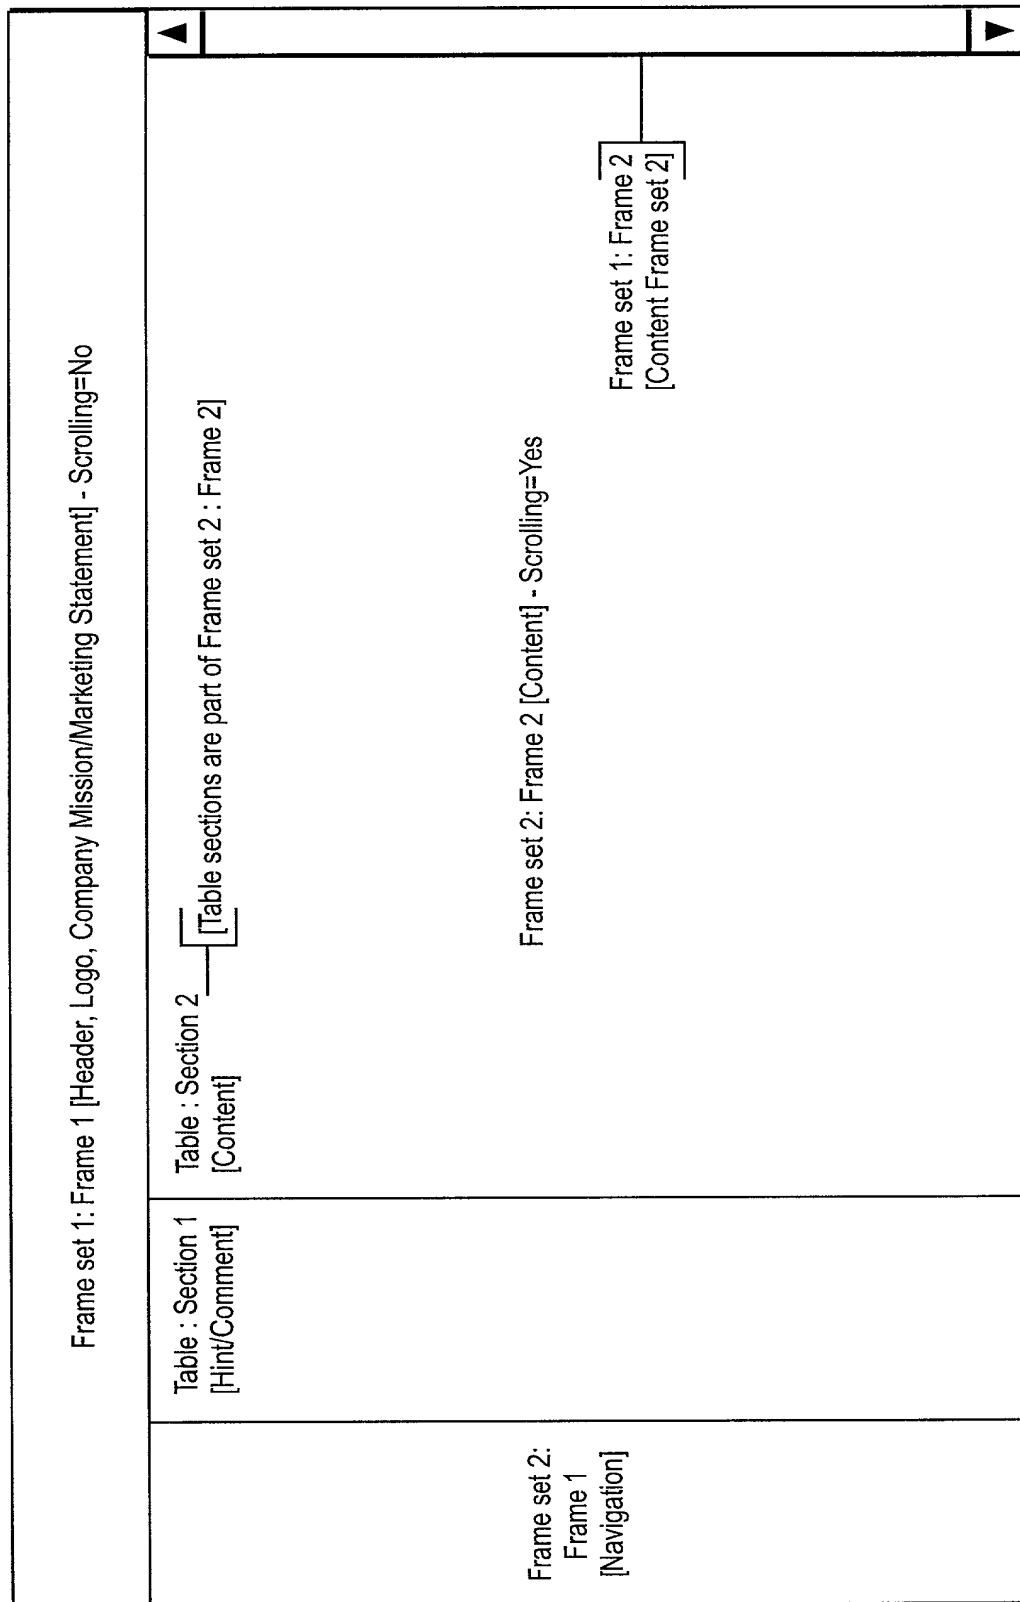 Frame set 1: Frame 1 [Header, Logo, Company Mission/Marketing Statement] - Scrolling=No
Frame set 2:
Frame 1
[Navigation]
Table : Section 1
[Hint/Comment]
Table : Section 2
[Content]
[Table sections are part of Frame set 2 : Frame 2]
Frame set 2: Frame 2 [Content] - Scrolling=Yes
Frame set 1: Frame 2
[Content Frame set 2]